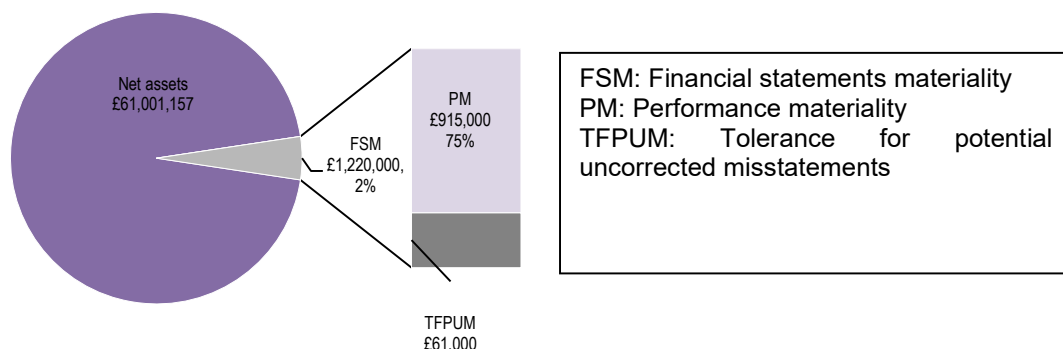 Net assets
£61,001,157
FSM
£1,220,000,
2%
PM
£915,000
75%
TFPUM
£61,000
FSM: Financial statements materiality
PM: Performance materiality
TFPUM: Tolerance for potential
uncorrected misstatements